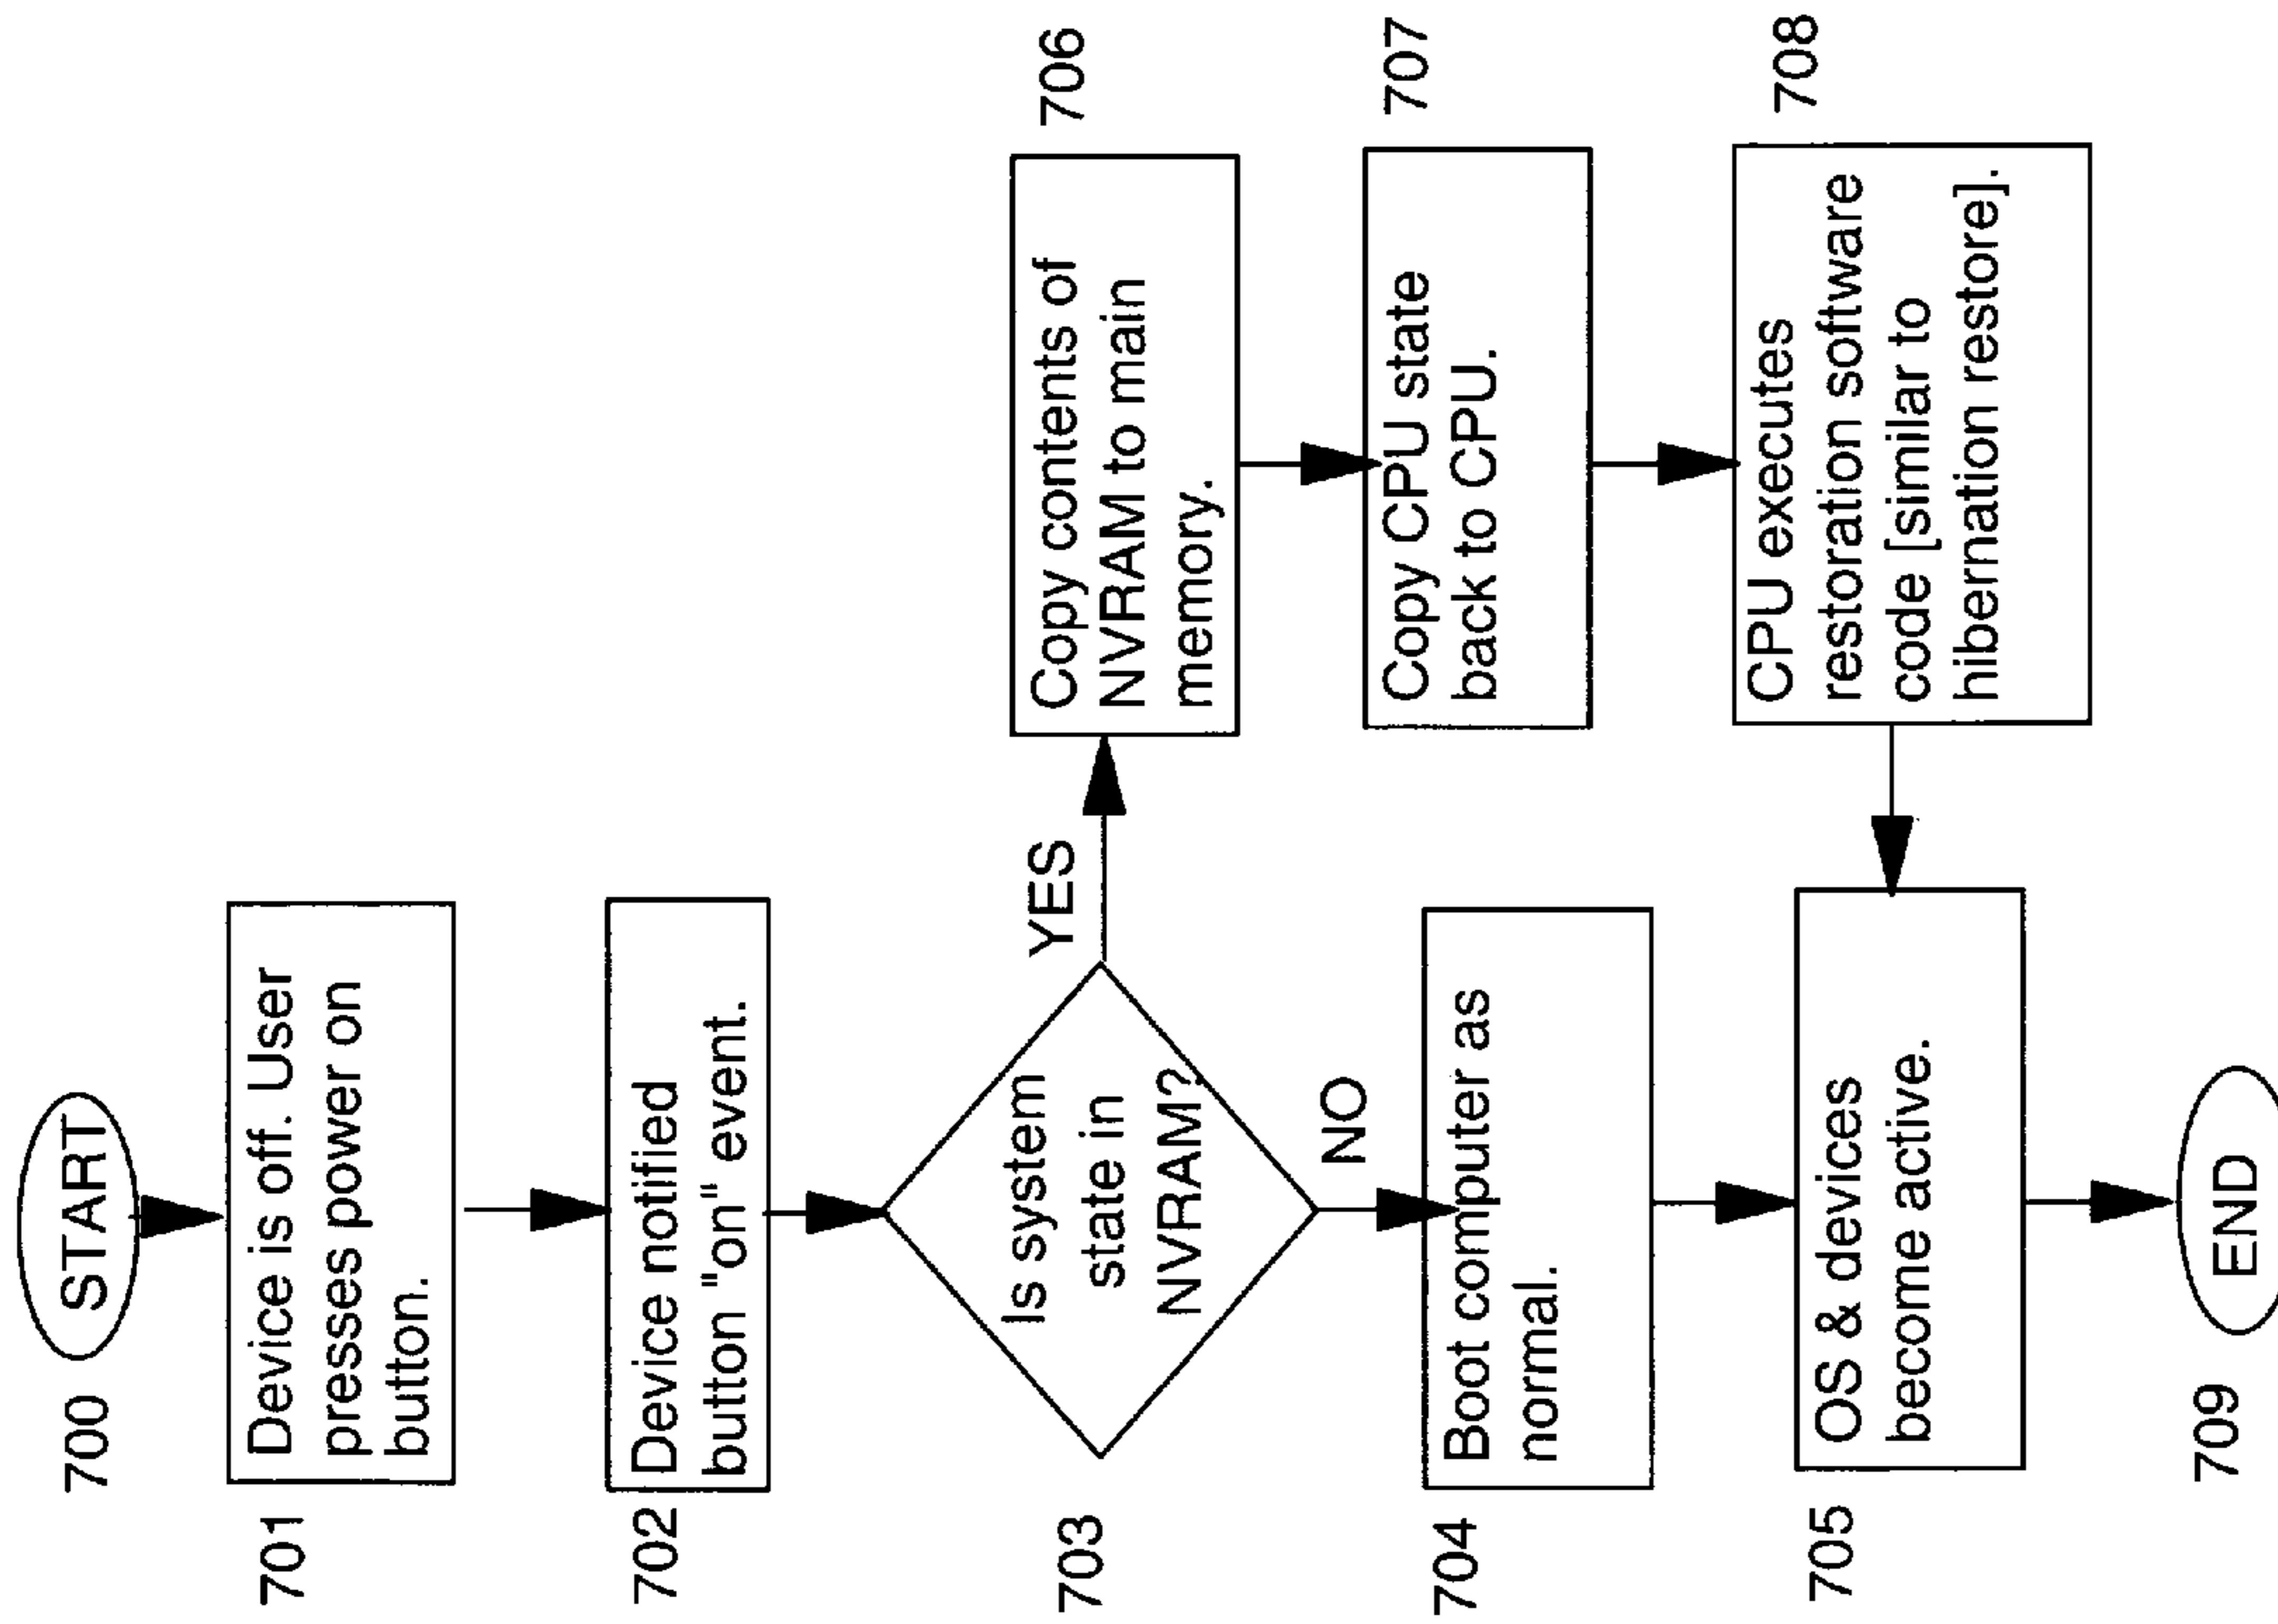 700
START
701
Device is off. User
presses power on
button.
702
Device notified
button "on" event.
703
Is system
state in
NVRAM?
YES
NO
704
Boot computer as
normal.
705
OS & devices
become active.
706
Copy contents of
NVRAM to main
memory.
707
Copy CPU state
back to CPU.
708
CPU executes
restoration software
code [similar to
hibernation restore].
709
END